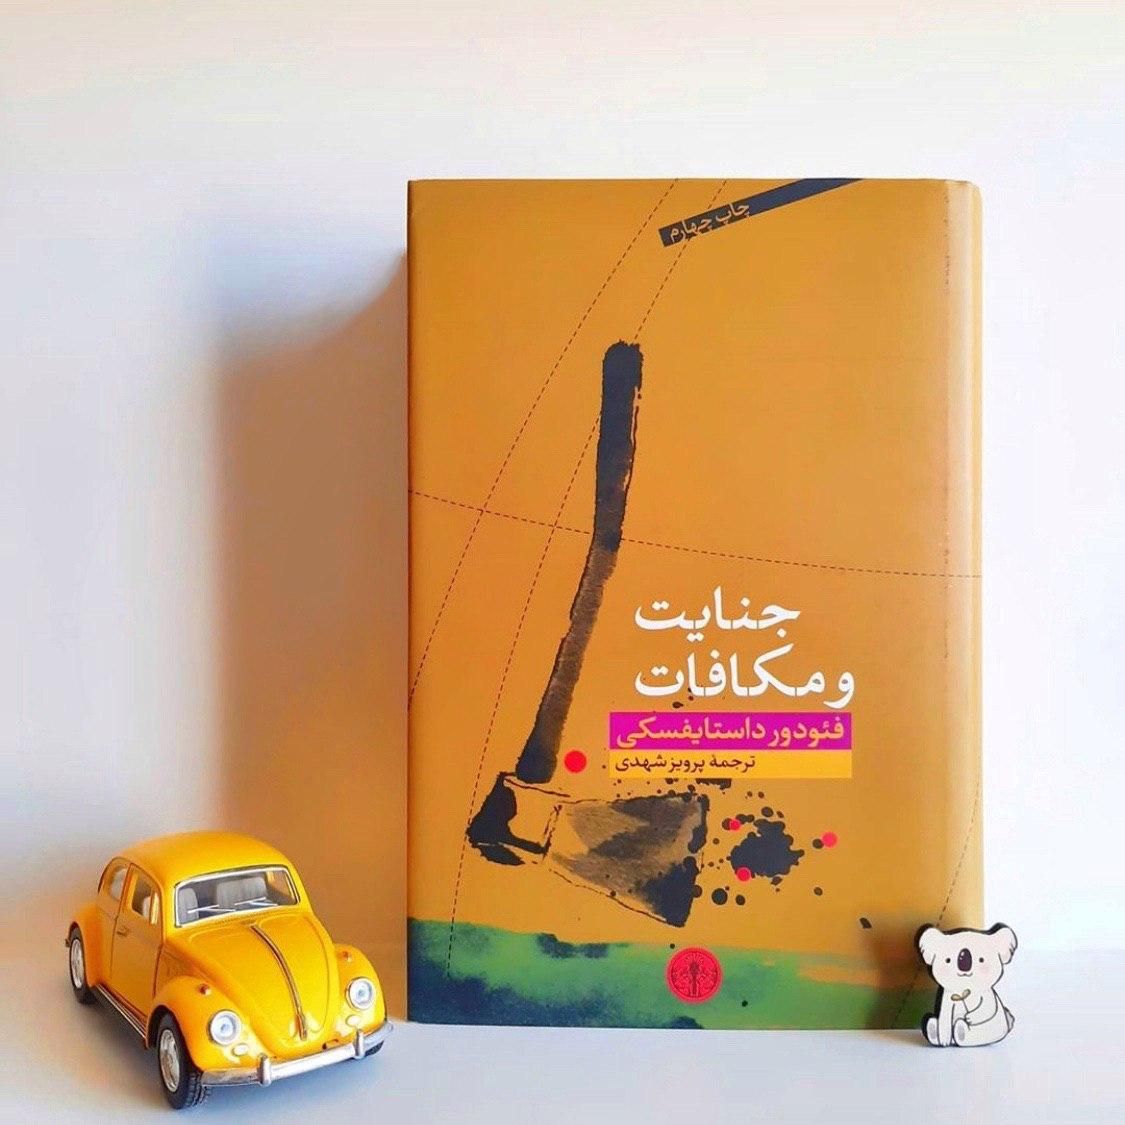 چاپ چهارم
جنایت
و مکافات
فئودور داستایفسکی
ترجمهٔ پرویز شهدی